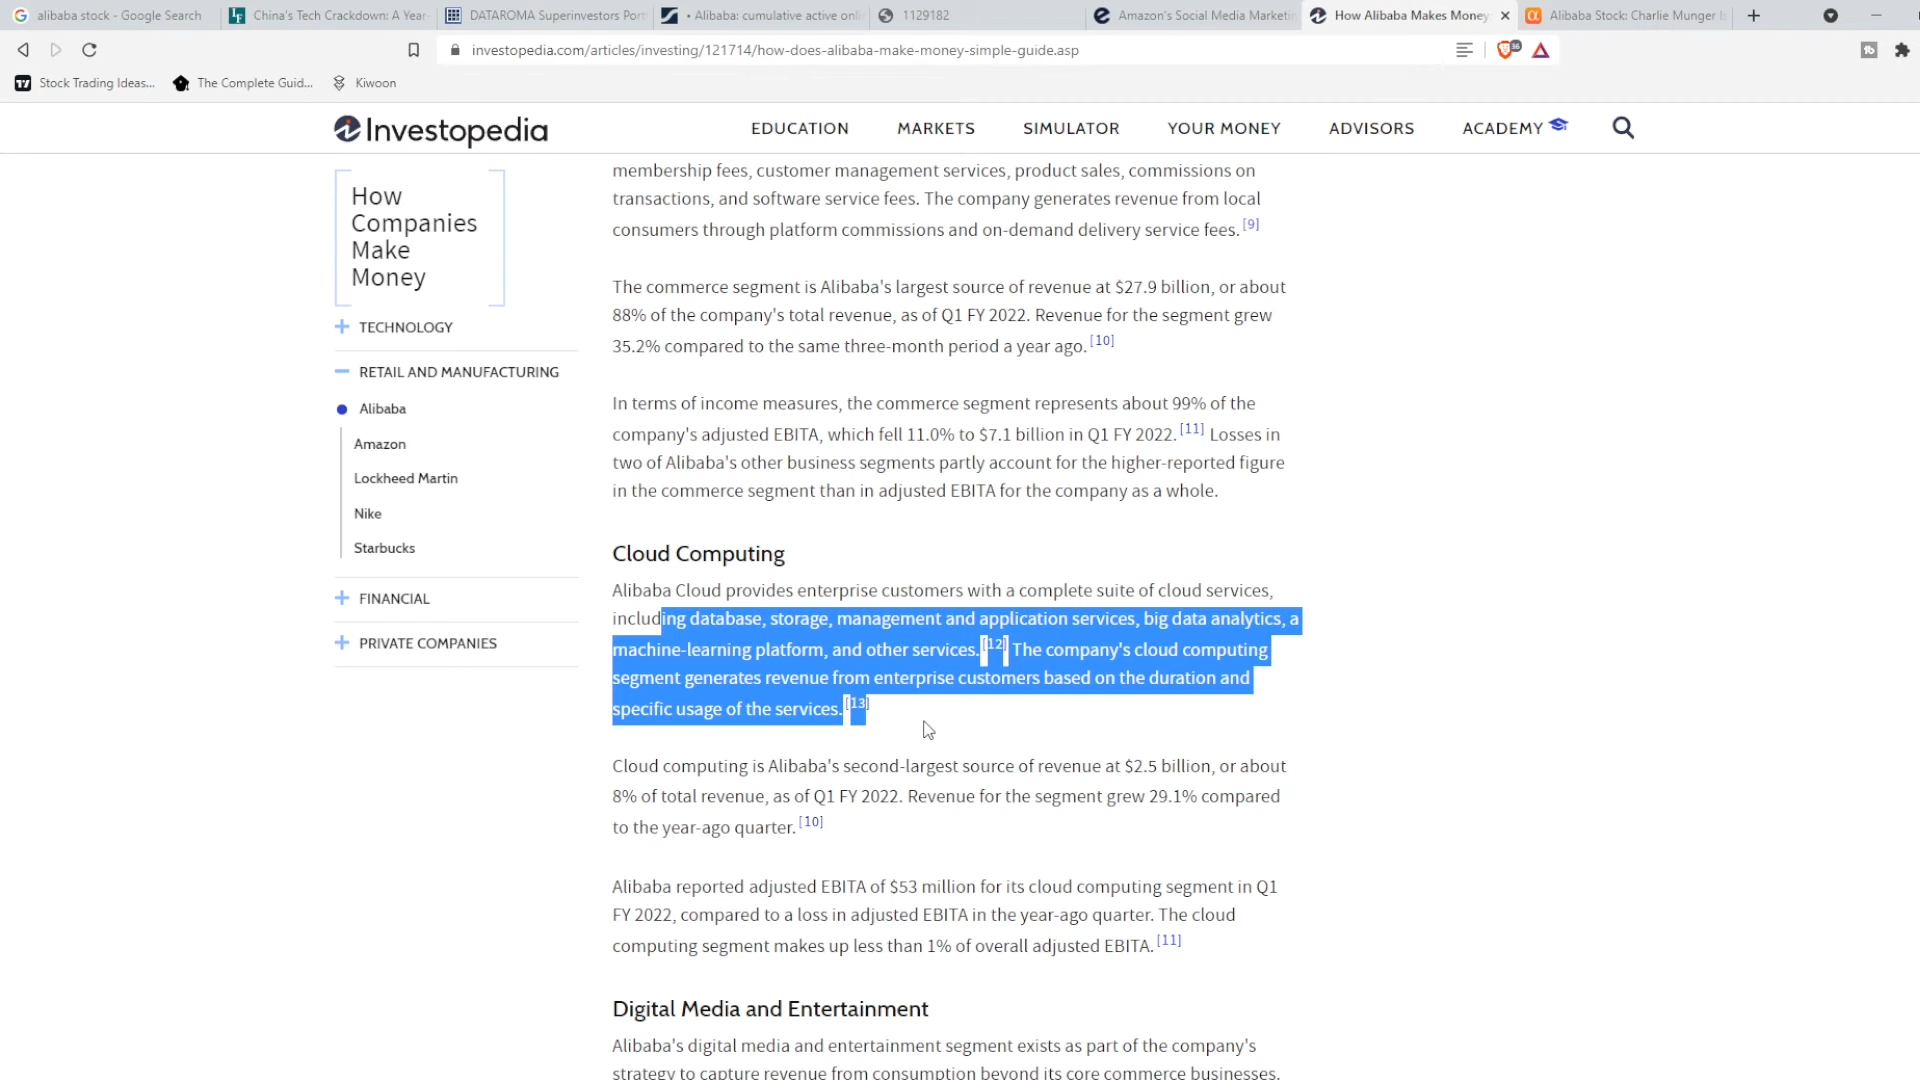 alibaba stock - Google Search
China's Tech Crackdown: A Year
DATAROMA Superinvestors Port
• Alibaba: cumulative active onli
1129182
Amazon's Social Media Marketin
How Alibaba Makes Money
Alibaba Stock: Charlie Munger Is
investopedia.com/articles/investing/121714/how-does-alibaba-make-money-simple-guide.asp
36
Stock Trading Ideas...
The Complete Guid...
Kiwoon
Investopedia
EDUCATION
MARKETS
SIMULATOR
YOUR MONEY
ADVISORS
ACADEMY
How
Companies
Make
Money
TECHNOLOGY
RETAIL AND MANUFACTURING
Alibaba
Amazon
Lockheed Martin
Nike
Starbucks
FINANCIAL
PRIVATE COMPANIES
membership fees, customer management services, product sales, commissions on
transactions, and software service fees. The company generates revenue from local
consumers through platform commissions and on-demand delivery service fees. [9]
The commerce segment is Alibaba's largest source of revenue at $27.9 billion, or about
88% of the company's total revenue, as of Q1 FY 2022. Revenue for the segment grew
35.2% compared to the same three-month period a year ago. [10]
In terms of income measures, the commerce segment represents about 99% of the
company's adjusted EBITA, which fell 11.0% to $7.1 billion in Q1 FY 2022. [11] Losses in
two of Alibaba's other business segments partly account for the higher-reported figure
in the commerce segment than in adjusted EBITA for the company as a whole.
Cloud Computing
Alibaba Cloud provides enterprise customers with a complete suite of cloud services,
including database, storage, management and application services, big data analytics, a
machine-learning platform, and other services. [12] The company's cloud computing
segment generates revenue from enterprise customers based on the duration and
specific usage of the services. [13]
Cloud computing is Alibaba's second-largest source of revenue at $2.5 billion, or about
8% of total revenue, as of Q1 FY 2022. Revenue for the segment grew 29.1% compared
to the year-ago quarter. [10]
Alibaba reported adjusted EBITA of $53 million for its cloud computing segment in Q1
FY 2022, compared to a loss in adjusted EBITA in the year-ago quarter. The cloud
computing segment makes up less than 1% of overall adjusted EBITA. [11]
Digital Media and Entertainment
Alibaba's digital media and entertainment segment exists as part of the company's
strategy to capture revenue from consumption beyond its core commerce businesses.